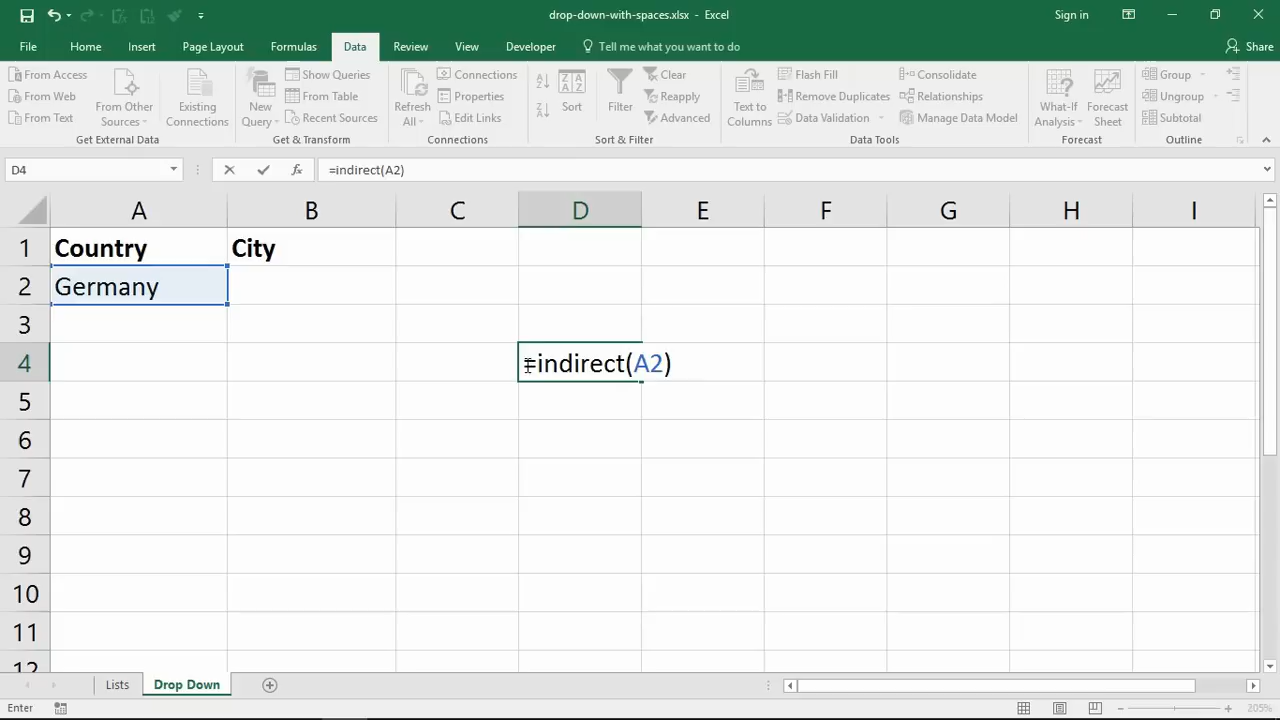 drop-down-with-spaces.xlsx - Excel
Sign in
File Home Insert Page Layout Formulas Data Review View Developer Tell me what you want to do Share
From Access
From Web
From Text
From Other Sources
Existing Connections
Get External Data
New Query
Show Queries
From Table
Recent Sources
Get & Transform
Refresh All
Connections
Properties
Edit Links
Connections
Sort
Filter
Clear
Reapply
Advanced
Sort & Filter
Text to Columns
Flash Fill
Remove Duplicates
Data Validation
Consolidate
Relationships
Manage Data Model
Data Tools
What-If Analysis
Forecast Sheet
Forecast
Group
Ungroup
Subtotal
Outline
D4 fx =indirect(A2)
A B C D E F G H I
1 Country City
2 Germany
3
4 =indirect(A2)
5
6
7
8
9
10
11
12
Lists Drop Down
Enter 205%